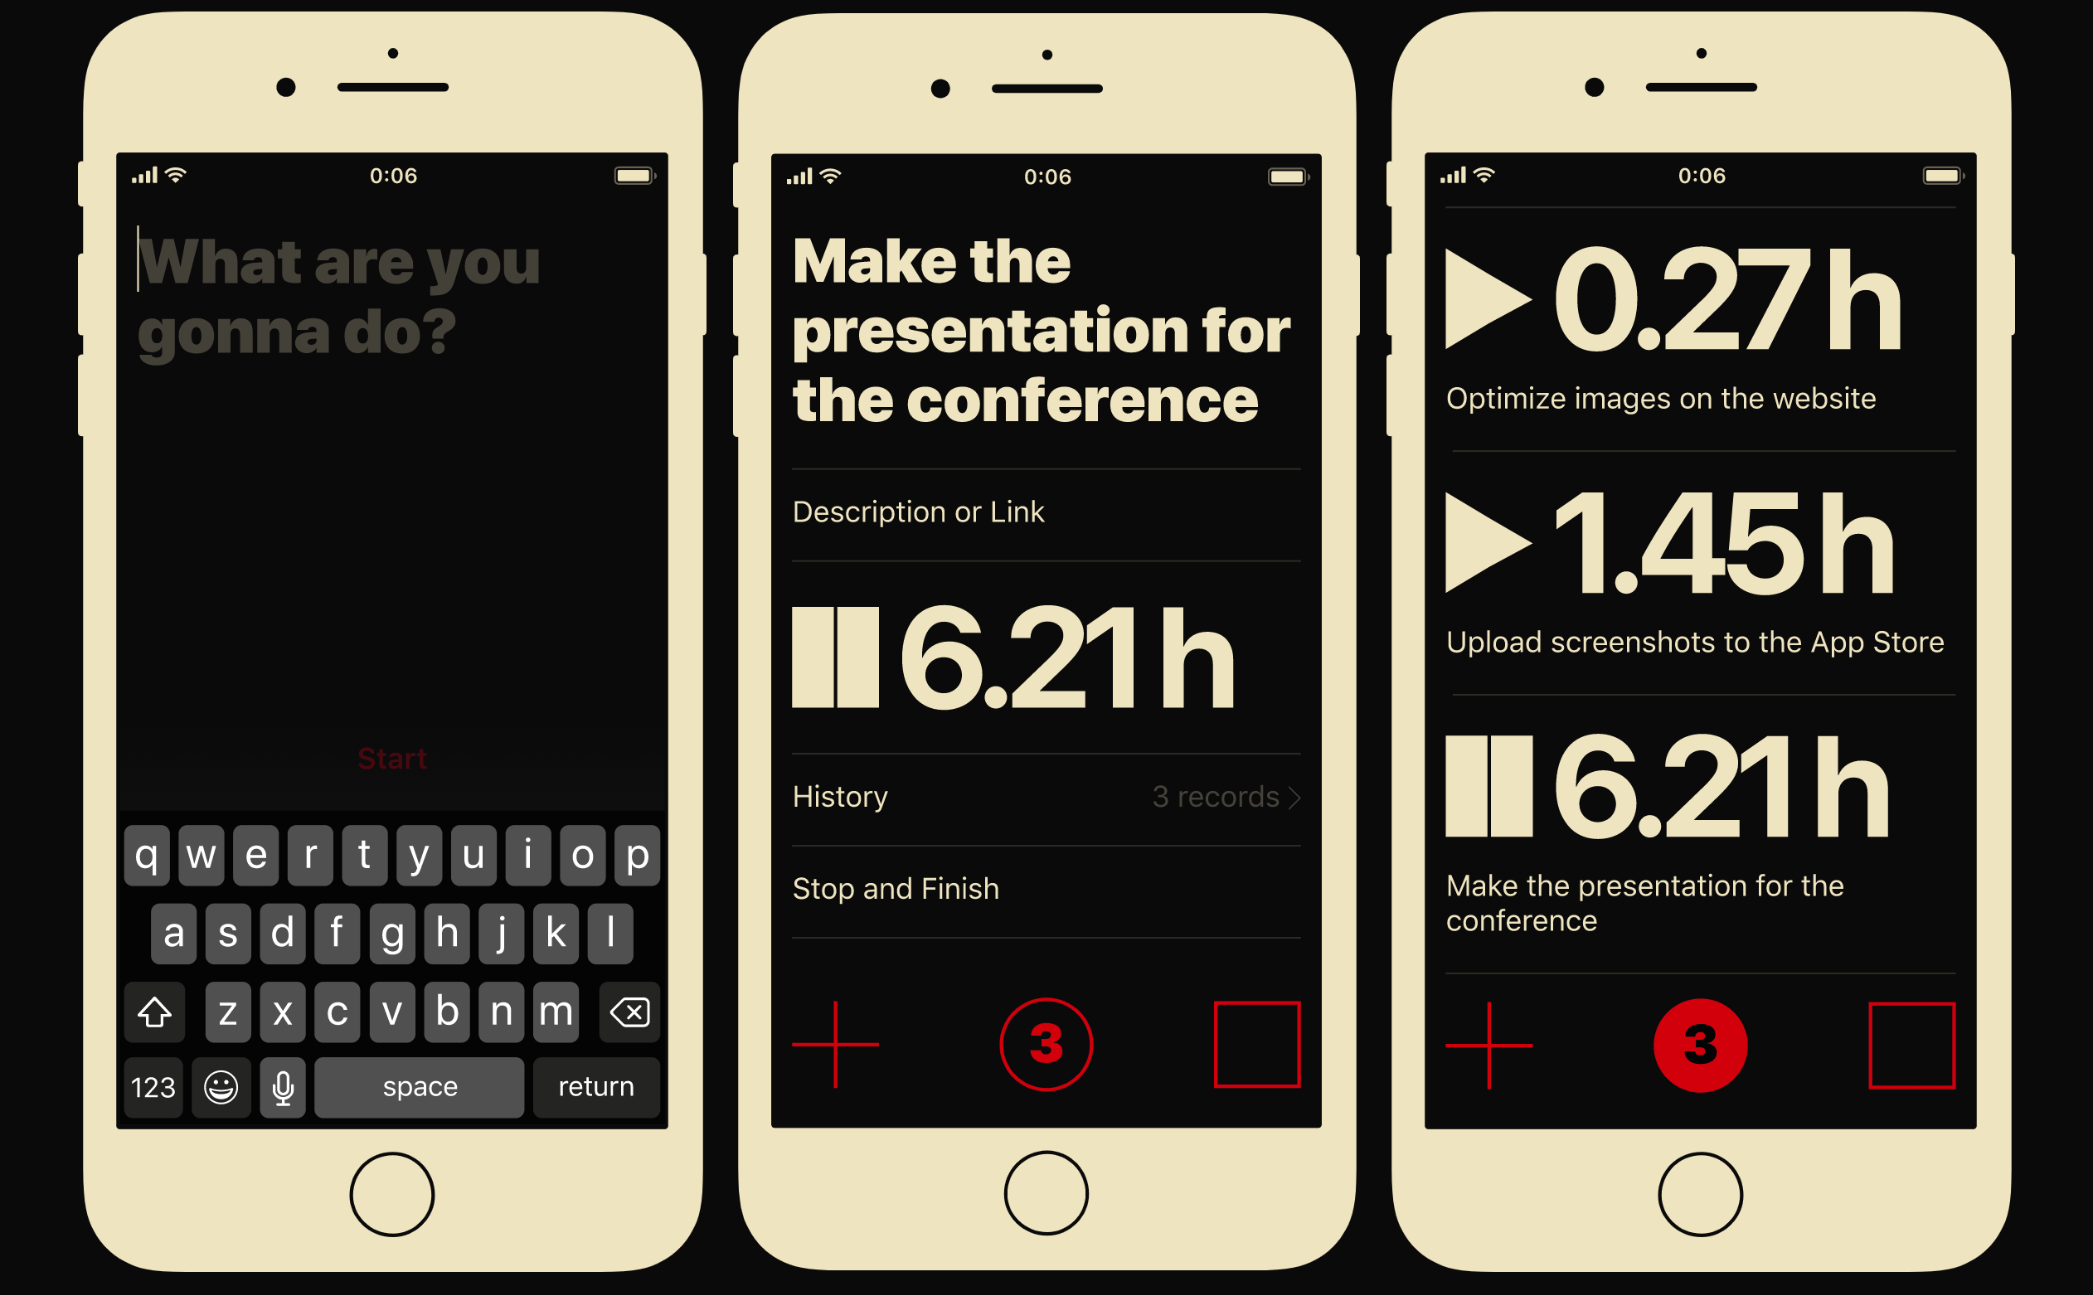 0:06
What are you
gonna do?
Start
q w e r t y u i o p
a s d f g h j k l
z x c v b n m
123 space return
0:06
Make the
presentation for
the conference
Description or Link
6.21 h
History 3 records
Stop and Finish
3
0:06
0.27 h
Optimize images on the website
1.45 h
Upload screenshots to the App Store
6.21 h
Make the presentation for the
conference
3